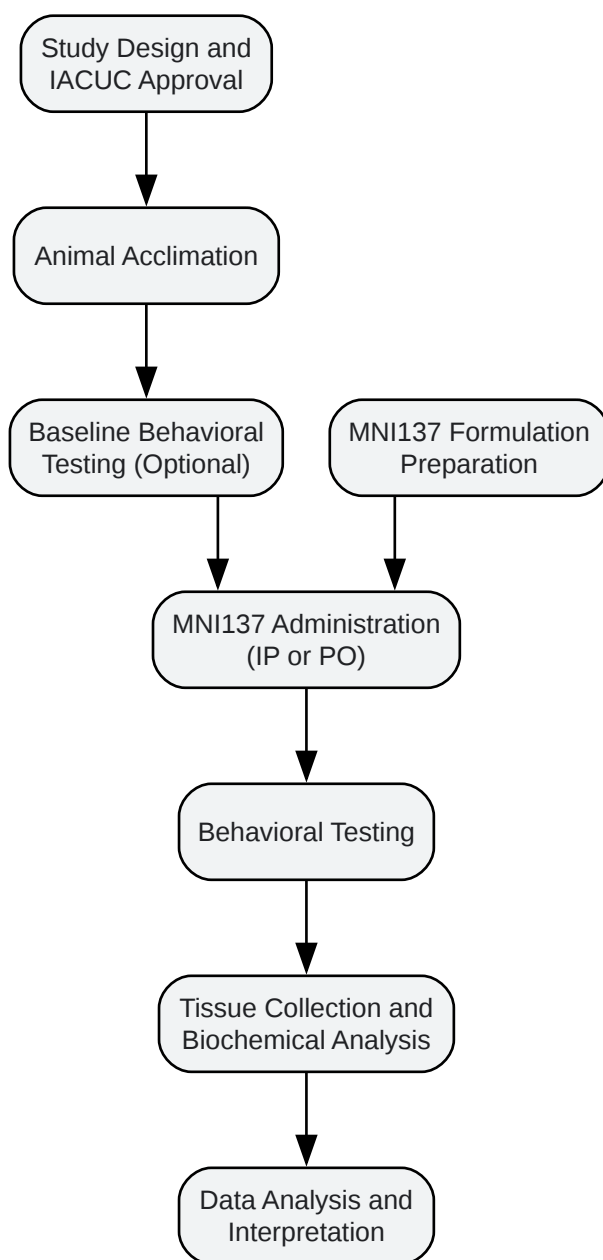 Study Design and
IACUC Approval
Animal Acclimation
Baseline Behavioral
Testing (Optional)
MNI137 Formulation
Preparation
MNI137 Administration
(IP or PO)
Behavioral Testing
Tissue Collection and
Biochemical Analysis
Data Analysis and
Interpretation